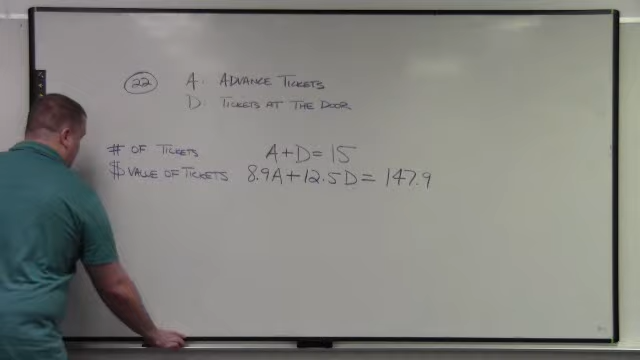 22 A. ADVANCE TICKETS
D. TICKETS AT THE DOOR
# OF TICKETS A+D=15
$ VALUE OF TICKETS 8.9A+12.5D=147.9